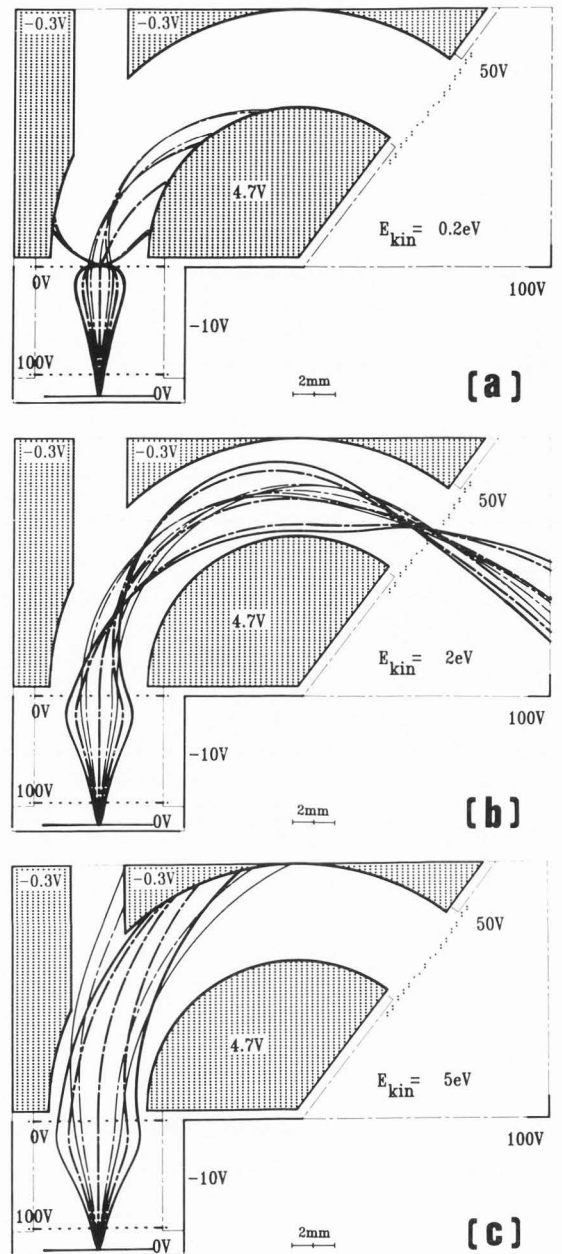 -0.3V
-0.3V
50V
4.7V
E_kin = 0.2eV
0V
100V
-10V
100V
2mm
0V
[a]
-0.3V
-0.3V
50V
4.7V
E_kin = 2eV
0V
100V
-10V
100V
2mm
0V
[b]
-0.3V
-0.3V
50V
4.7V
E_kin = 5eV
0V
100V
-10V
100V
2mm
0V
[c]